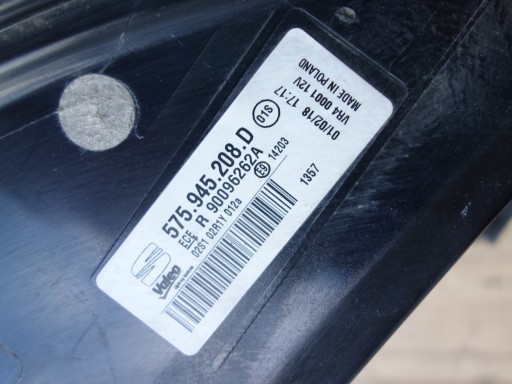 575.945.208.D
ECE R 90096262A
02S1 02R1Y 012a
Valeo
01S
E9 14203
1357
01/02/18 17:17
VR4 0001 12V
MADE IN POLAND